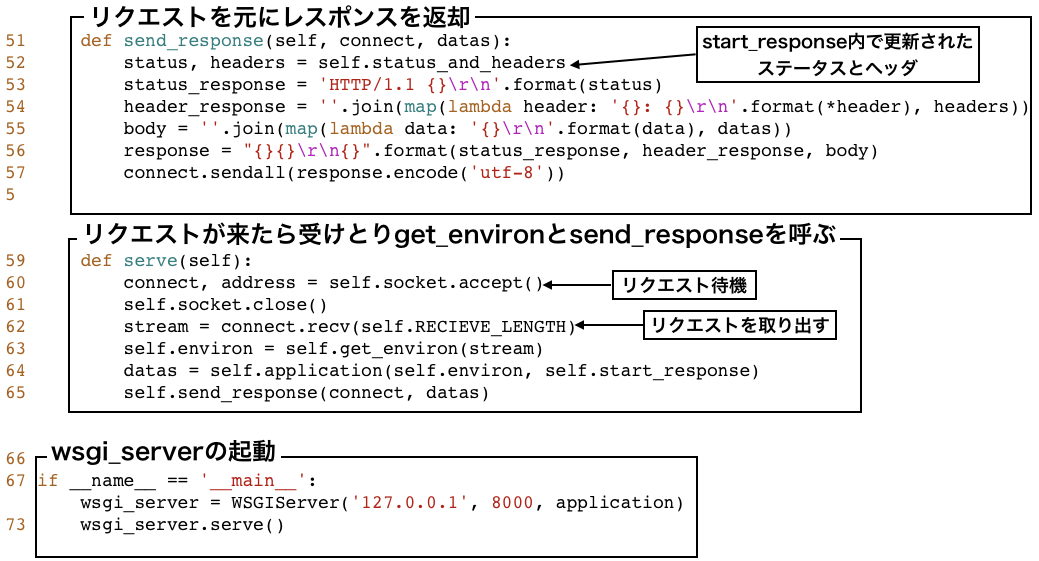 リクエストを元にレスポンスを返却
51 def send_response(self, connect, datas):
52 status, headers = self.status_and_headers
start_response内で更新された
ステータスとヘッダ
53 status_response = 'HTTP/1.1 {}\r\n'.format(status)
54 header_response = ''.join(map(lambda header: '{}: {}\r\n'.format(*header), headers))
55 body = ''.join(map(lambda data: '{}\r\n'.format(data), datas))
56 response = "{}{}\r\n{}".format(status_response, header_response, body)
57 connect.sendall(response.encode('utf-8'))
5
リクエストが来たら受けとりget_environとsend_responseを呼ぶ
59 def serve(self):
60 connect, address = self.socket.accept()
リクエスト待機
61 self.socket.close()
62 stream = connect.recv(self.RECIEVE_LENGTH)
リクエストを取り出す
63 self.environ = self.get_environ(stream)
64 datas = self.application(self.environ, self.start_response)
65 self.send_response(connect, datas)
wsgi_serverの起動
66
67 if __name__ == '__main__':
wsgi_server = WSGIServer('127.0.0.1', 8000, application)
73 wsgi_server.serve()